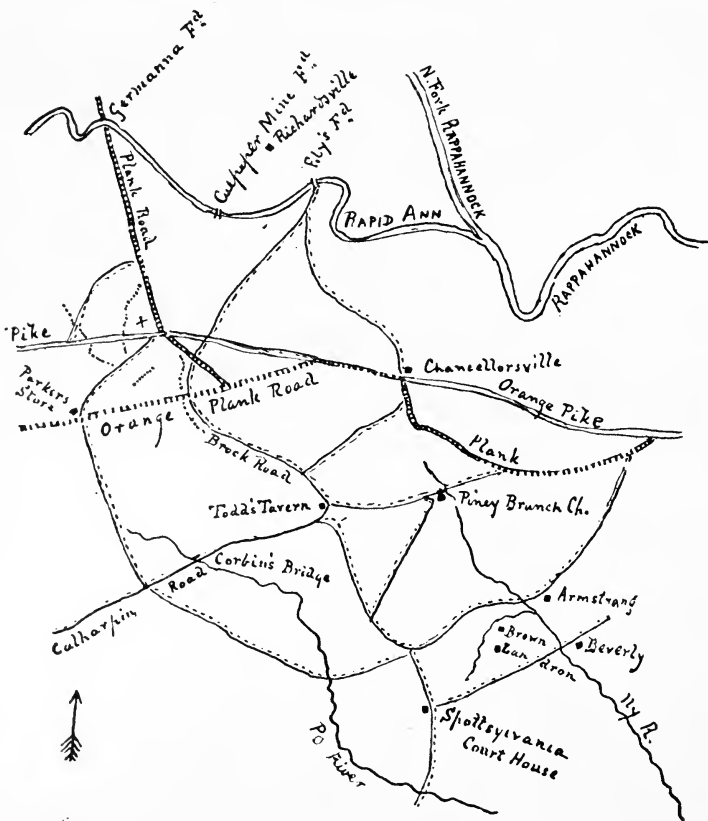 Germanna Fd
Culpeper Mine Fd
Richardsville
Ely's Fd
N. Fork RAPPAHANNOCK
Plank Road
RAPID ANN
RAPPAHANNOCK
Pike
Chancellorsville
Parkers
Store
Orange Plank Road
Orange Pike
Brock Road
Plank
Todd's Tavern
Piney Branch Ch.
Corbin's Bridge
Catharpin Road
Armstrong
Brown
Landron
Beverly
Spottsylvania
Court House
Po River
Ny R.